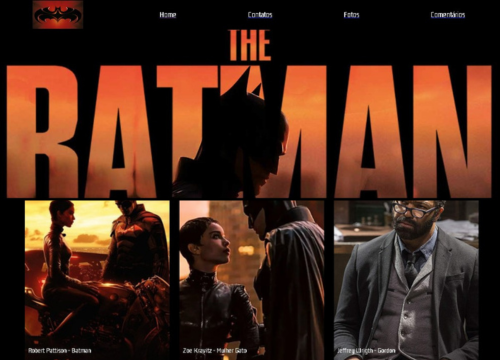 Home
Contatos
Fotos
Comentários
THE
BATMAN
Robert Pattison - Batman
Zoe Kravitz - Mulher Gato
Jeffrey Wright - Gordon